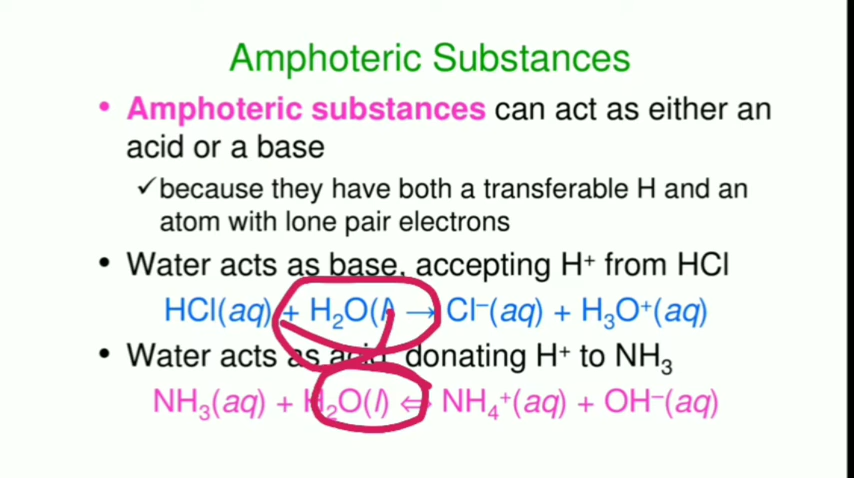 Amphoteric Substances
• Amphoteric substances can act as either an
acid or a base
✓because they have both a transferable H and an
atom with lone pair electrons
• Water acts as base, accepting H⁺ from HCl
HCl(aq) + H₂O(l) → Cl⁻(aq) + H₃O⁺(aq)
• Water acts as acid, donating H⁺ to NH₃
NH₃(aq) + H₂O(l) ⇔ NH₄⁺(aq) + OH⁻(aq)